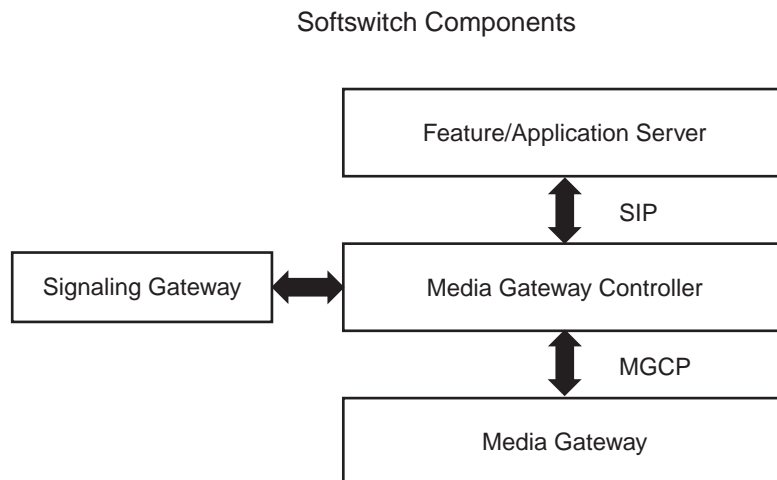 Softswitch Components
Feature/Application Server
SIP
Signaling Gateway
Media Gateway Controller
MGCP
Media Gateway